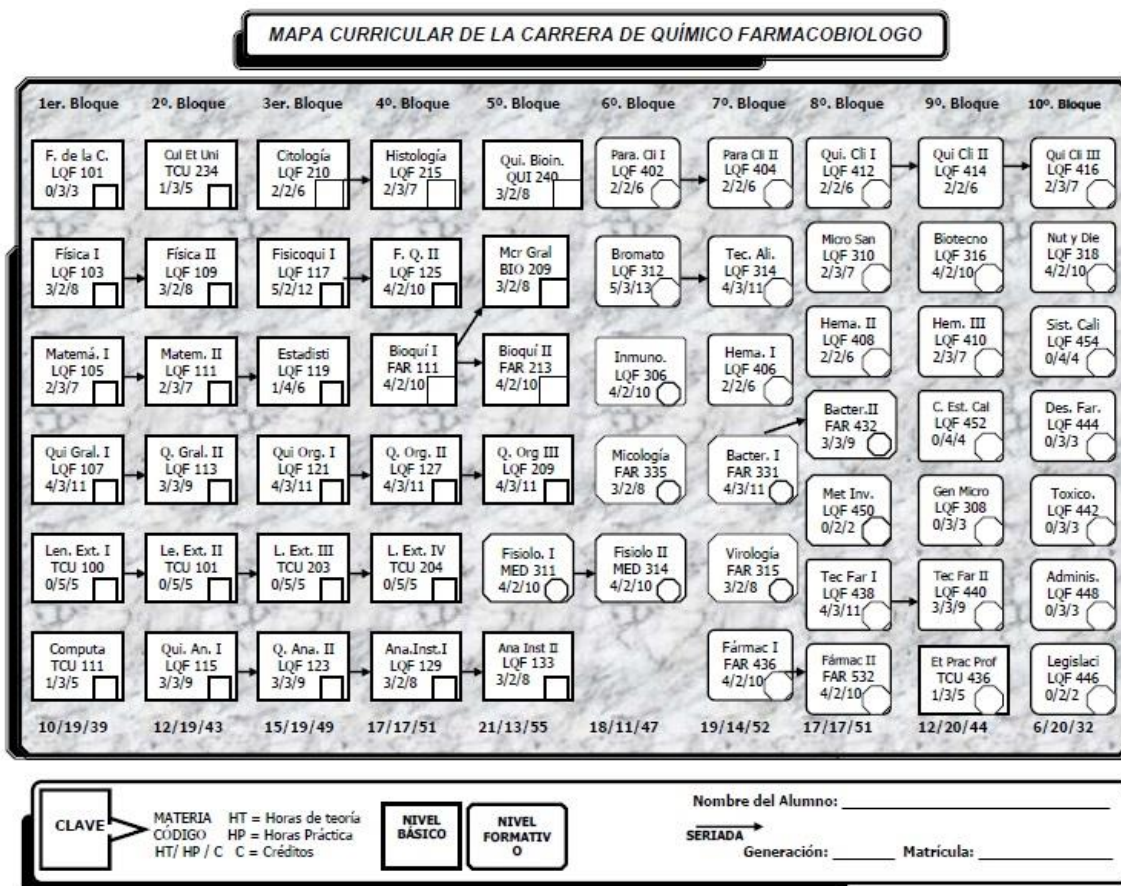 MAPA CURRICULAR DE LA CARRERA DE QUÍMICO FARMACOBIOLOGO
1er. Bloque
2º. Bloque
3er. Bloque
4º. Bloque
5º. Bloque
6º. Bloque
7º. Bloque
8º. Bloque
9º. Bloque
10º. Bloque
F. de la C.
LQF 101
0/3/3
Cul Et Uni
TCU 234
1/3/5
Citología
LQF 210
2/2/6
Histología
LQF 215
2/3/7
Qui. Bioin.
QUI 240
3/2/8
Para. Cli I
LQF 402
2/2/6
Para Cli II
LQF 404
2/2/6
Qui. Cli I
LQF 412
2/2/6
Qui Cli II
LQF 414
2/2/6
Qui Cli III
LQF 416
2/3/7
Física I
LQF 103
3/2/8
Física II
LQF 109
3/2/8
Fisicoqui I
LQF 117
5/2/12
F. Q. II
LQF 125
4/2/10
Mcr Gral
BIO 209
3/2/8
Bromato
LQF 312
5/3/13
Tec. Ali.
LQF 314
4/3/11
Micro San
LQF 310
2/3/7
Biotecno
LQF 316
4/2/10
Nut y Die
LQF 318
4/2/10
Matemá. I
LQF 105
2/3/7
Matem. II
LQF 111
2/3/7
Estadisti
LQF 119
1/4/6
Bioquí I
FAR 111
4/2/10
Bioquí II
FAR 213
4/2/10
Inmuno.
LQF 306
4/2/10
Hema. I
LQF 406
2/2/6
Hema. II
LQF 408
2/2/6
Hem. III
LQF 410
2/3/7
Sist. Cali
LQF 454
0/4/4
Qui Gral. I
LQF 107
4/3/11
Q. Gral. II
LQF 113
3/3/9
Qui Org. I
LQF 121
4/3/11
Q. Org. II
LQF 127
4/3/11
Q. Org III
LQF 209
4/3/11
Micología
FAR 335
3/2/8
Bacter. I
FAR 331
4/3/11
Bacter.II
FAR 432
3/3/9
C. Est. Cal
LQF 452
0/4/4
Des. Far.
LQF 444
0/3/3
Met Inv.
LQF 450
0/2/2
Gen Micro
LQF 308
0/3/3
Toxico.
LQF 442
0/3/3
Len. Ext. I
TCU 100
0/5/5
Le. Ext. II
TCU 101
0/5/5
L. Ext. III
TCU 203
0/5/5
L. Ext. IV
TCU 204
0/5/5
Fisiolo. I
MED 311
4/2/10
Fisiolo II
MED 314
4/2/10
Virología
FAR 315
3/2/8
Tec Far I
LQF 438
4/3/11
Tec Far II
LQF 440
3/3/9
Adminis.
LQF 448
0/3/3
Computa
TCU 111
1/3/5
Qui. An. I
LQF 115
3/3/9
Q. Ana. II
LQF 123
3/3/9
Ana.Inst.I
LQF 129
3/2/8
Ana Inst II
LQF 133
3/2/8
Fármac I
FAR 436
4/2/10
Fármac II
FAR 532
4/2/10
Et Prac Prof
TCU 436
1/3/5
Legislaci
LQF 446
0/2/2
10/19/39
12/19/43
15/19/49
17/17/51
21/13/55
18/11/47
19/14/52
17/17/51
12/20/44
6/20/32
CLAVE
MATERIA HT = Horas de teoría
CÓDIGO HP = Horas Práctica
HT/ HP / C C = Créditos
NIVEL
BÁSICO
NIVEL
FORMATIV
O
Nombre del Alumno:
SERIADA
Generación: Matrícula: